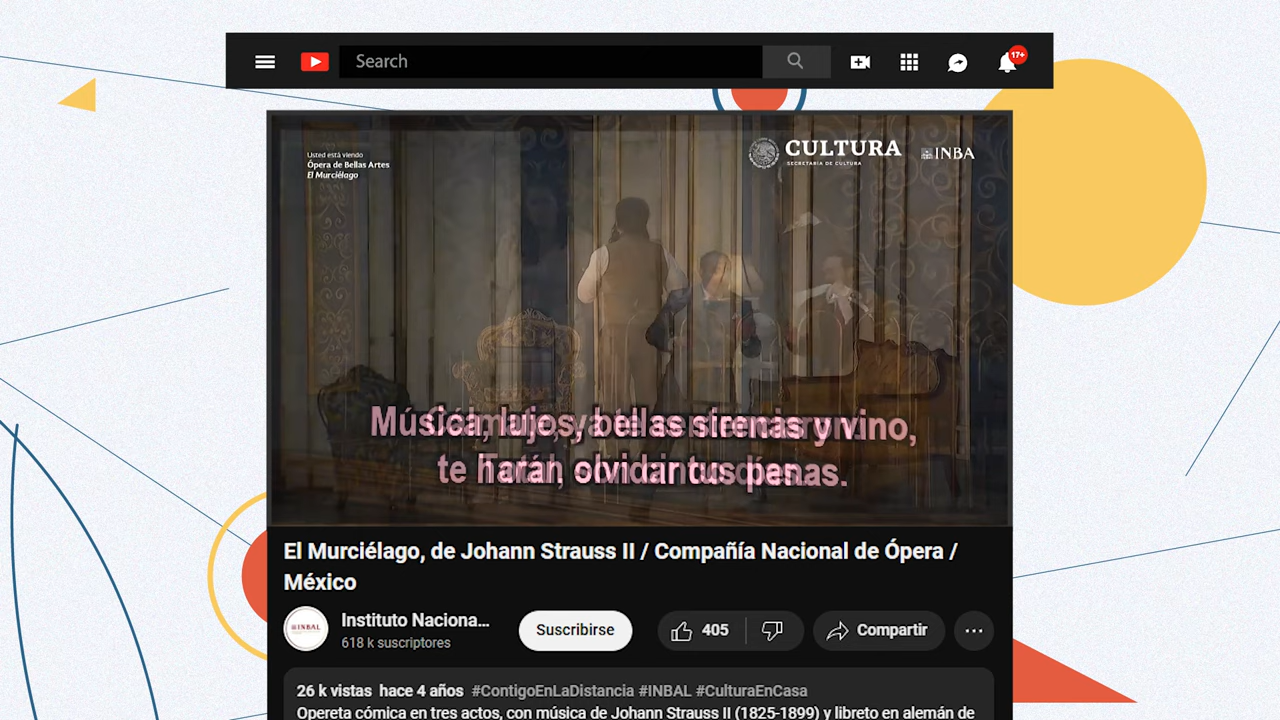 Search
17+
Usted está viendo
Ópera de Bellas Artes
El Murciélago
CULTURA
SECRETARÍA DE CULTURA
INBA
Música, lujos, bellas sirenas y vino,
te harán olvidar tus penas.
El Murciélago, de Johann Strauss II / Compañía Nacional de Ópera /
México
INBAL
Instituto Naciona...
618 k suscriptores
Suscribirse
405
Compartir
26 k vistas hace 4 años #ContigoEnLaDistancia #INBAL #CulturaEnCasa
Opereta cómica en tres actos, con música de Johann Strauss II (1825-1899) y libreto en alemán de